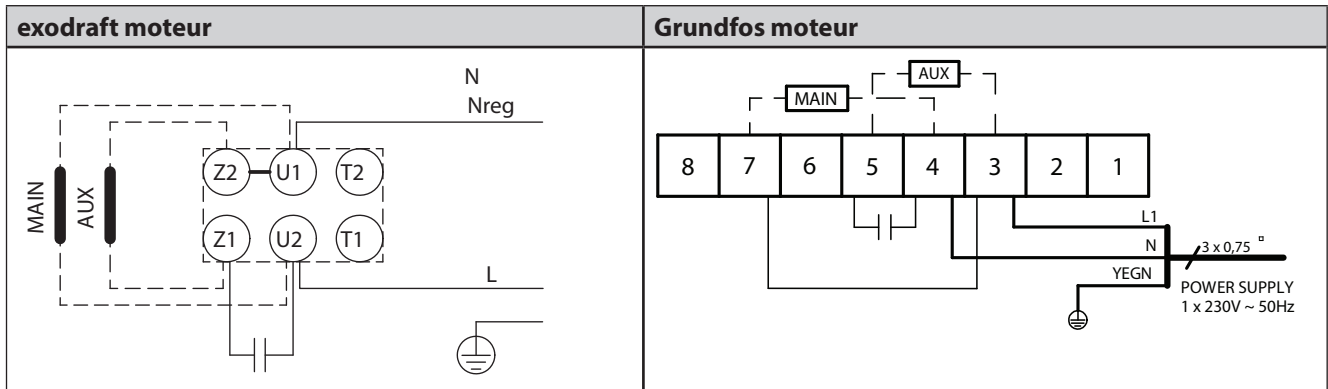 exodraft moteur
N
Nreg
Z2 U1 T2
MAIN
AUX
Z1 U2 T1
L
Grundfos moteur
AUX
MAIN
8 7 6 5 4 3 2 1
L1
N
3 x 0,75 □
YEGN
POWER SUPPLY
1 x 230V ~ 50Hz